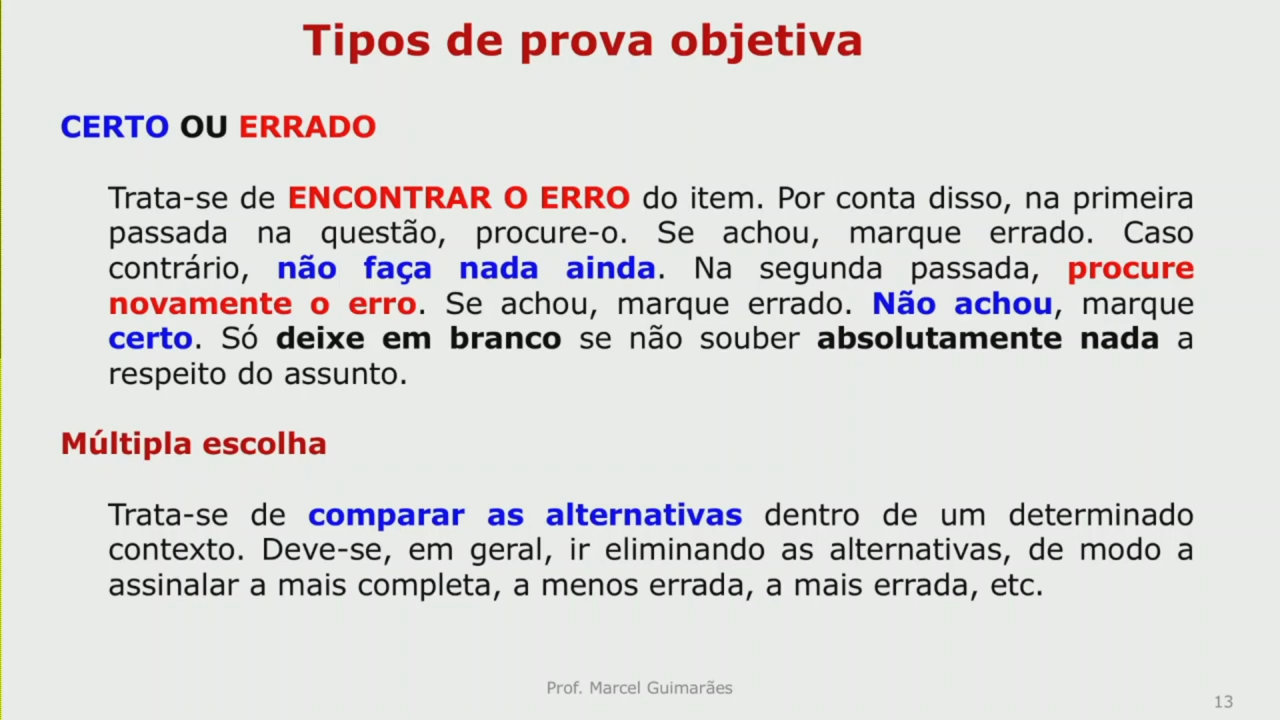 Tipos de prova objetiva
CERTO OU ERRADO
Trata-se de ENCONTRAR O ERRO do item. Por conta disso, na primeira
passada na questão, procure-o. Se achou, marque errado. Caso
contrário, não faça nada ainda. Na segunda passada, procure
novamente o erro. Se achou, marque errado. Não achou, marque
certo. Só deixe em branco se não souber absolutamente nada a
respeito do assunto.
Múltipla escolha
Trata-se de comparar as alternativas dentro de um determinado
contexto. Deve-se, em geral, ir eliminando as alternativas, de modo a
assinalar a mais completa, a menos errada, a mais errada, etc.
Prof. Marcel Guimarães
13